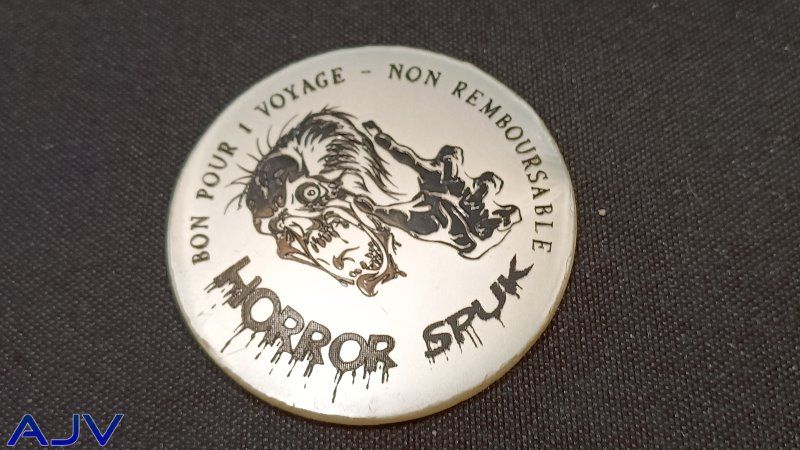 BON POUR 1 VOYAGE - NON REMBOURSABLE
HORROR SPUK
AJV